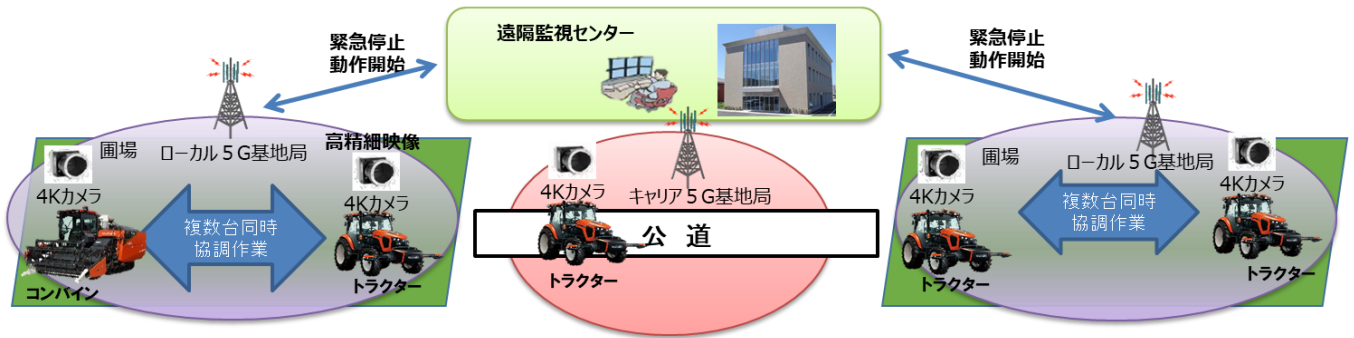 遠隔監視センター
緊急停止
動作開始
緊急停止
動作開始
圃場
ローカル５G基地局
高精細映像
4Kカメラ
4Kカメラ
複数台同時
協調作業
コンバイン
トラクター
4Kカメラ
キャリア５G基地局
公　道
トラクター
圃場
ローカル５G基地局
4Kカメラ
4Kカメラ
複数台同時
協調作業
トラクター
トラクター